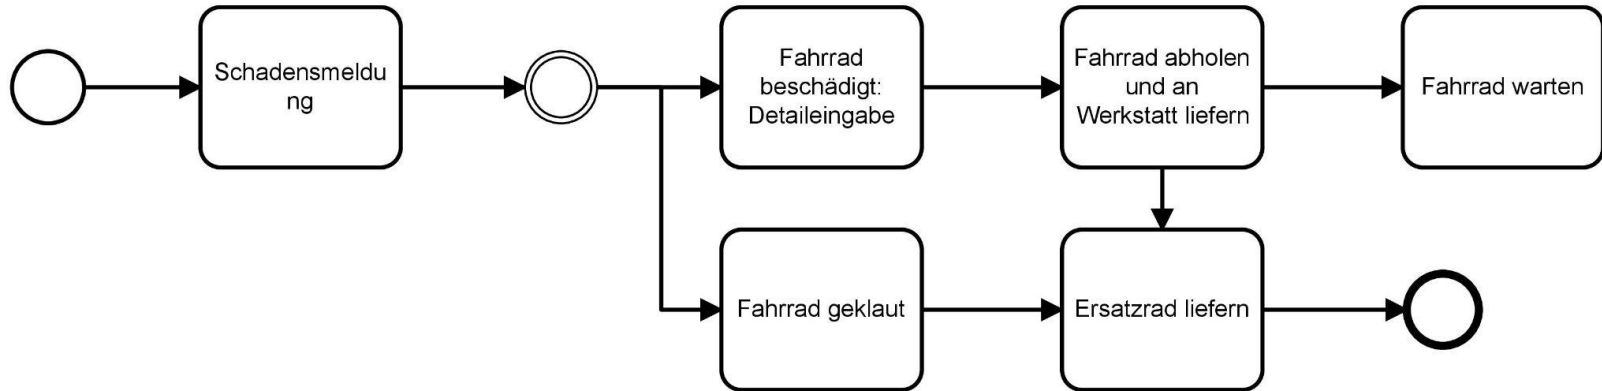 Schadensmeldu
ng
Fahrrad
beschädigt:
Detaileingabe
Fahrrad abholen
und an
Werkstatt liefern
Fahrrad warten
Fahrrad geklaut
Ersatzrad liefern